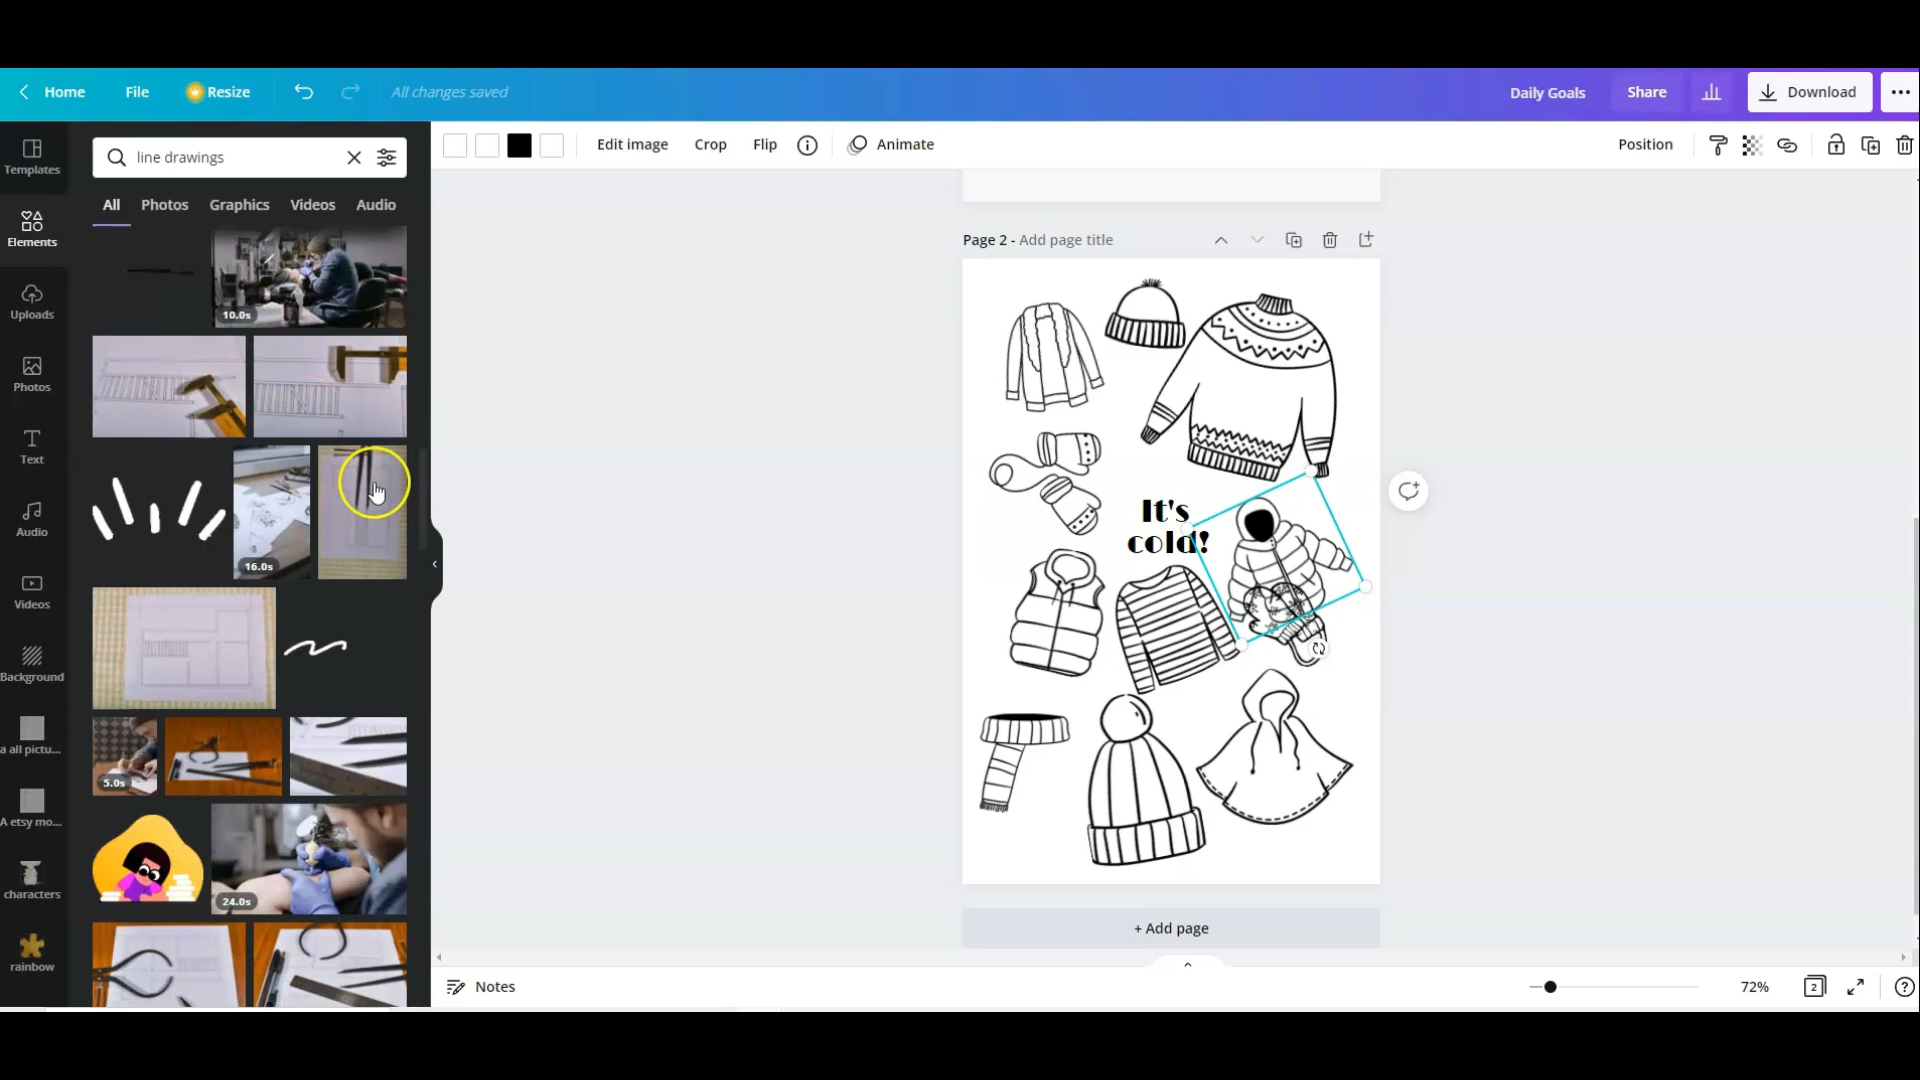 Home File Resize All changes saved Daily Goals Share Download
line drawings
Edit image Crop Flip Animate Position
All Photos Graphics Videos Audio
Templates
Elements
Uploads
Photos
Text
Audio
Videos
Background
a all pictu...
A etsy mo...
characters
rainbow
10.0s
16.0s
5.0s
24.0s
Page 2 - Add page title
It's
cold!
+ Add page
Notes 72% 2